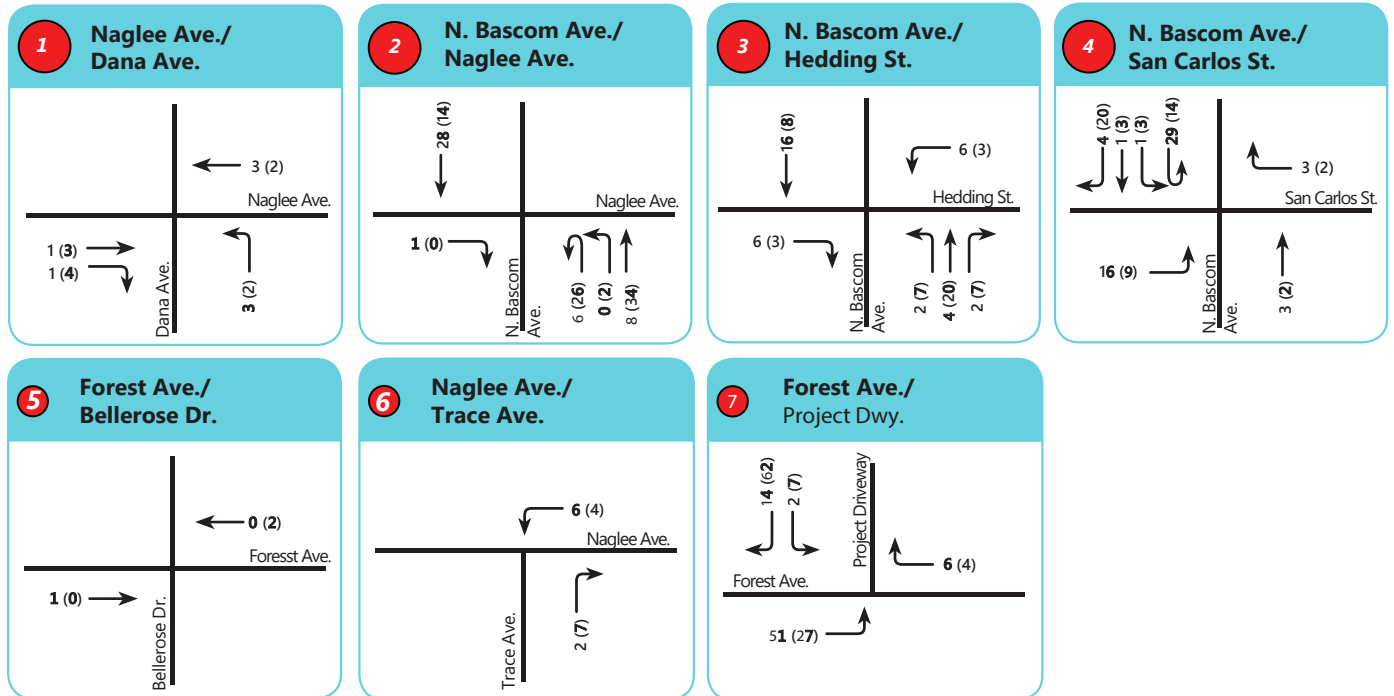 1
Naglee Ave./
Dana Ave.
3 (2)
Naglee Ave.
1 (3)
1 (4)
Dana Ave.
3 (2)
2
N. Bascom Ave./
Naglee Ave.
28 (14)
Naglee Ave.
1 (0)
N. Bascom
Ave.
6 (26)
0 (2)
8 (34)
3
N. Bascom Ave./
Hedding St.
16 (8)
6 (3)
Hedding St.
6 (3)
N. Bascom
Ave.
2 (7)
4 (20)
2 (7)
4
N. Bascom Ave./
San Carlos St.
4 (20)
1 (3)
1 (3)
29 (14)
3 (2)
San Carlos St.
16 (9)
N. Bascom
Ave.
3 (2)
5
Forest Ave./
Bellerose Dr.
0 (2)
Foresst Ave.
1 (0)
Bellerose Dr.
6
Naglee Ave./
Trace Ave.
6 (4)
Naglee Ave.
Trace Ave.
2 (7)
7
Forest Ave./
Project Dwy.
14 (62)
2 (7)
Project Driveway
6 (4)
Forest Ave.
51 (27)